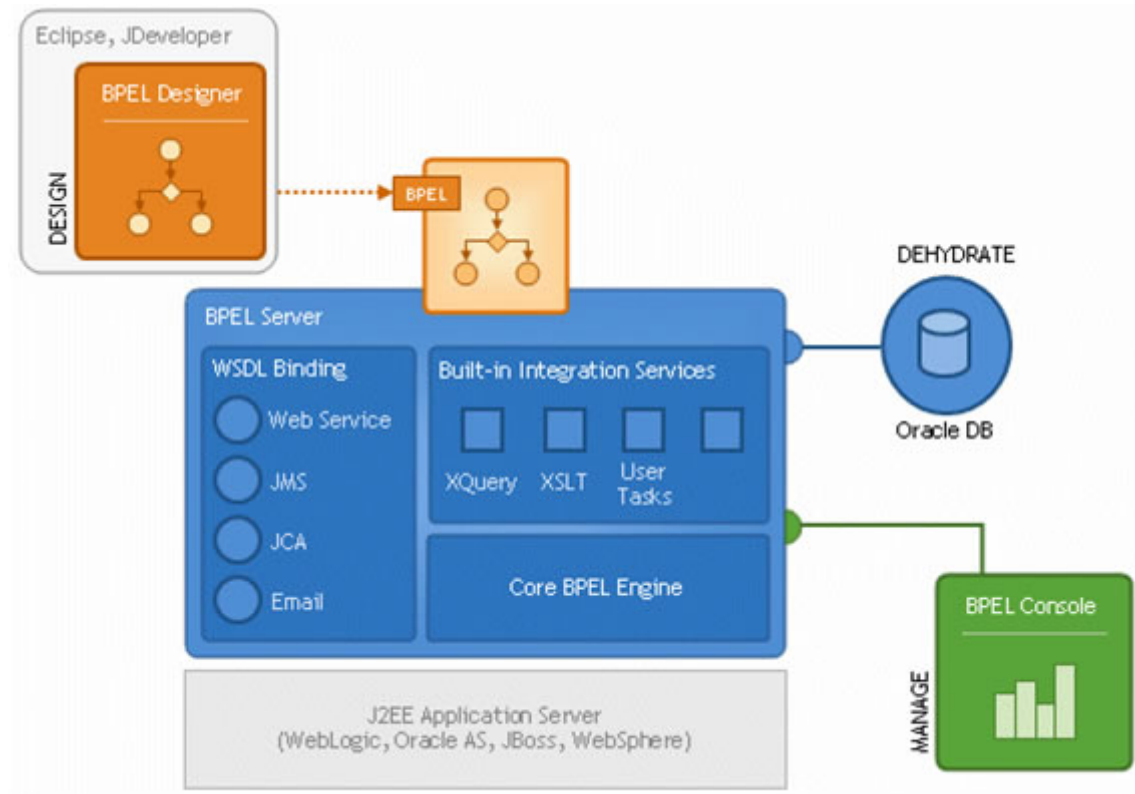 Eclipse, JDeveloper
BPEL Designer
DESIGN
BPEL
DEHYDRATE
Oracle DB
BPEL Server
WSDL Binding
Web Service
JMS
JCA
Email
Built-in Integration Services
XQuery
XSLT
User
Tasks
Core BPEL Engine
BPEL Console
MANAGE
J2EE Application Server
(WebLogic, Oracle AS, JBoss, WebSphere)